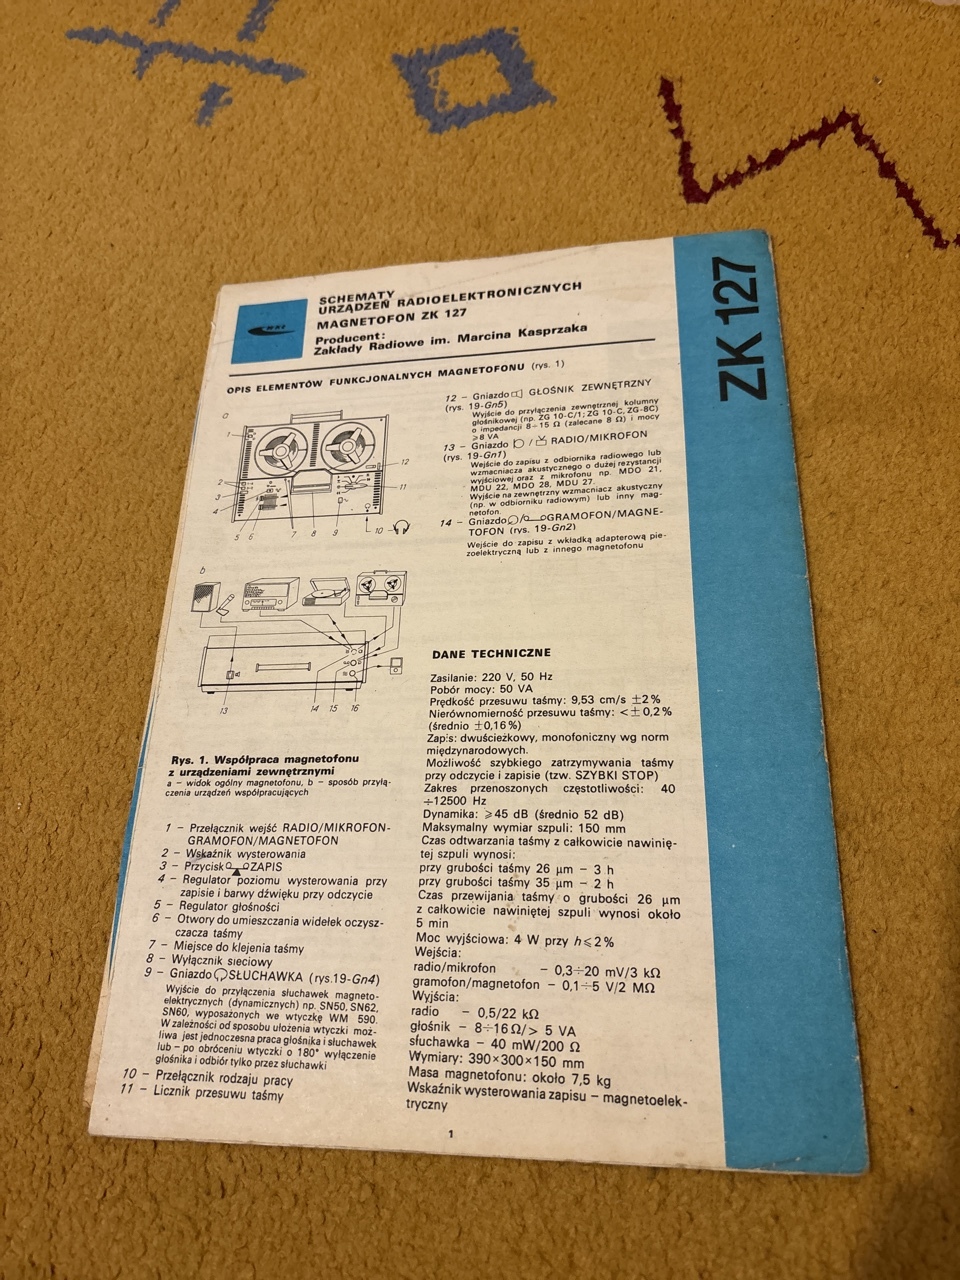 SCHEMATY
URZĄDZEŃ RADIOELEKTRONICZNYCH
MAGNETOFON ZK 127
Producent:
Zakłady Radiowe im. Marcina Kasprzaka
ZK 127
OPIS ELEMENTÓW FUNKCJONALNYCH MAGNETOFONU (rys. 1)
a
1
2
3
4
5 6
7 8 9
10
11
12
b
13
14 15 16
Rys. 1. Współpraca magnetofonu
z urządzeniami zewnętrznymi
a – widok ogólny magnetofonu, b – sposób przyłą-
czenia urządzeń współpracujących
1 – Przełącznik wejść RADIO/MIKROFON-
GRAMOFON/MAGNETOFON
2 – Wskaźnik wysterowania
3 – Przycisk ZAPIS
4 – Regulator poziomu wysterowania przy
zapisie i barwy dźwięku przy odczycie
5 – Regulator głośności
6 – Otwory do umieszczania widełek oczysz-
czacza taśmy
7 – Miejsce do klejenia taśmy
8 – Wyłącznik sieciowy
9 – Gniazdo SŁUCHAWKA (rys.19-Gn4)
Wyjście do przyłączenia słuchawek magneto-
elektrycznych (dynamicznych) np. SN50, SN62,
SN60, wyposażonych we wtyczkę WM 590.
W zależności od sposobu ułożenia wtyczki moż-
liwa jest jednoczesna praca głośnika i słuchawek
lub – po obróceniu wtyczki o 180° wyłączenie
głośnika i odbiór tylko przez słuchawki
10 – Przełącznik rodzaju pracy
11 – Licznik przesuwu taśmy
12 – Gniazdo GŁOŚNIK ZEWNĘTRZNY
(rys. 19-Gn5)
Wyjście do przyłączenia zewnętrznej kolumny
głośnikowej (np. ZG 10-C/1; ZG 10-C, ZG-8C)
o impedancji 8÷15 Ω (zalecane 8 Ω) i mocy
≥8 VA
13 – Gniazdo / RADIO/MIKROFON
(rys. 19-Gn1)
Wejście do zapisu z odbiornika radiowego lub
wzmacniacza akustycznego o dużej rezystancji
wyjściowej oraz z mikrofonu np. MDO 21,
MDU 22, MDO 28, MDU 27.
Wyjście na zewnętrzny wzmacniacz akustyczny
(np. w odbiorniku radiowym) lub inny mag-
netofon
14 – Gniazdo / GRAMOFON/MAGNE-
TOFON (rys. 19-Gn2)
Wejście do zapisu z wkładką adapterową pie-
zoelektryczną lub z innego magnetofonu
DANE TECHNICZNE
Zasilanie: 220 V, 50 Hz
Pobór mocy: 50 VA
Prędkość przesuwu taśmy: 9,53 cm/s ±2%
Nierównomierność przesuwu taśmy: <±0,2%
(średnio ±0,16%)
Zapis: dwuścieżkowy, monofoniczny wg norm
międzynarodowych.
Możliwość szybkiego zatrzymywania taśmy
przy odczycie i zapisie (tzw. SZYBKI STOP)
Zakres przenoszonych częstotliwości: 40
÷12500 Hz
Dynamika: ≥45 dB (średnio 52 dB)
Maksymalny wymiar szpuli: 150 mm
Czas odtwarzania taśmy z całkowicie nawinię-
tej szpuli wynosi:
przy grubości taśmy 26 μm – 3 h
przy grubości taśmy 35 μm – 2 h
Czas przewijania taśmy o grubości 26 μm
z całkowicie nawiniętej szpuli wynosi około
5 min
Moc wyjściowa: 4 W przy h≤2%
Wejścia:
radio/mikrofon – 0,3÷20 mV/3 kΩ
gramofon/magnetofon – 0,1÷5 V/2 MΩ
Wyjścia:
radio – 0,5/22 kΩ
głośnik – 8÷16 Ω/> 5 VA
słuchawka – 40 mW/200 Ω
Wymiary: 390×300×150 mm
Masa magnetofonu: około 7,5 kg
Wskaźnik wysterowania zapisu – magnetoelek-
tryczny
1